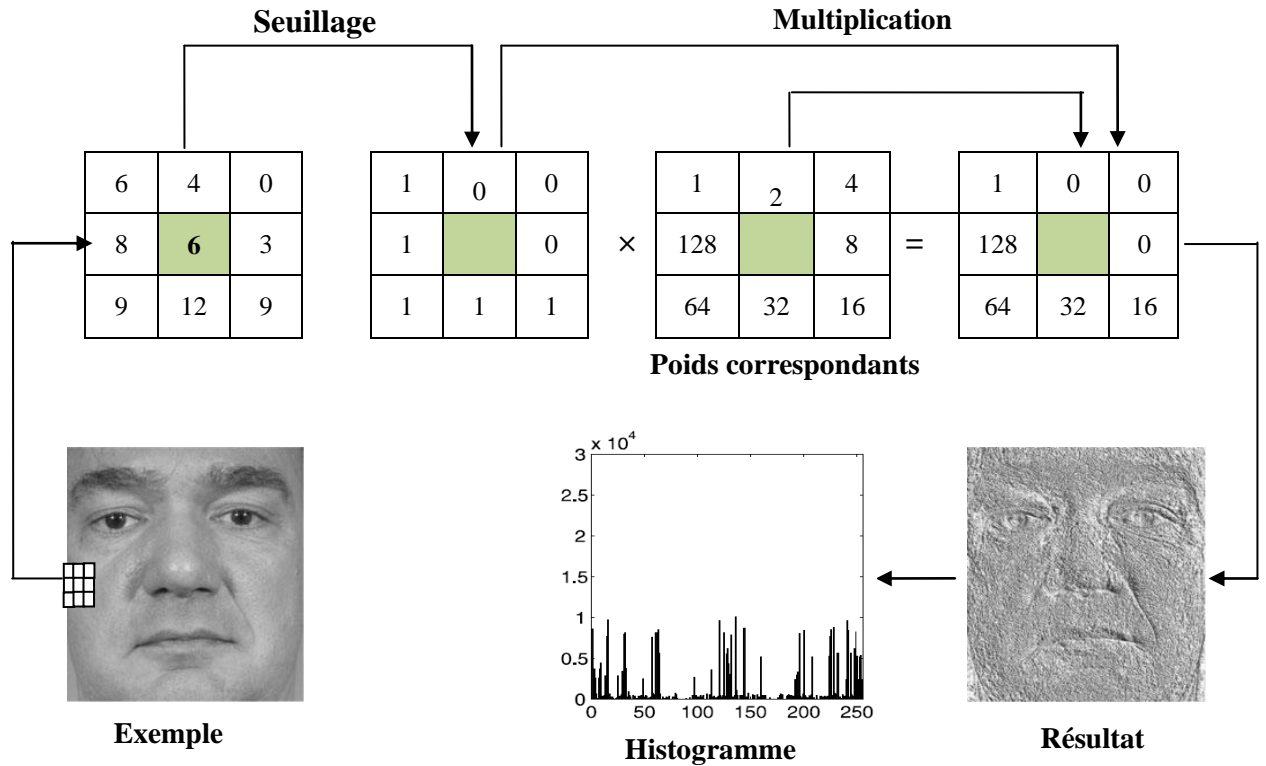 Seuillage
Multiplication
6 4 0
8 6 3
9 12 9
1 0 0
1 0
1 1 1
×
1 2 4
128 8
64 32 16
=
1 0 0
128 0
64 32 16
Poids correspondants
Exemple
x 10^4
3
2.5
2
1.5
1
0.5
0
0 50 100 150 200 250
Histogramme
Résultat